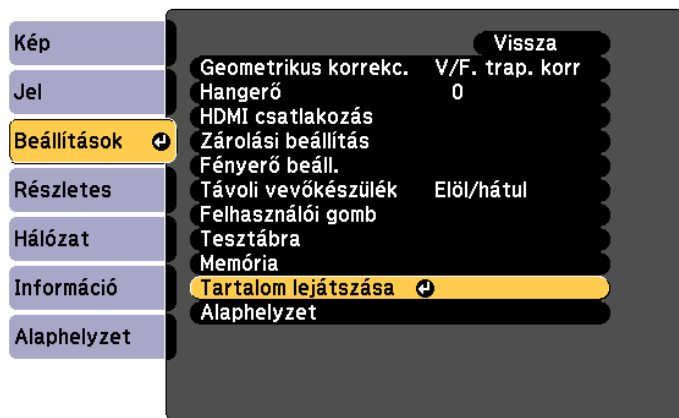 Kép
Jel
Beállítások
Részletes
Hálózat
Információ
Alaphelyzet
Vissza
Geometrikus korrekc. V/F. trap. korr
Hangerő 0
HDMI csatlakozás
Zárolási beállítás
Fényerő beáll.
Távoli vevőkészülék Elöl/hátul
Felhasználói gomb
Tesztábra
Memória
Tartalom lejátszása
Alaphelyzet